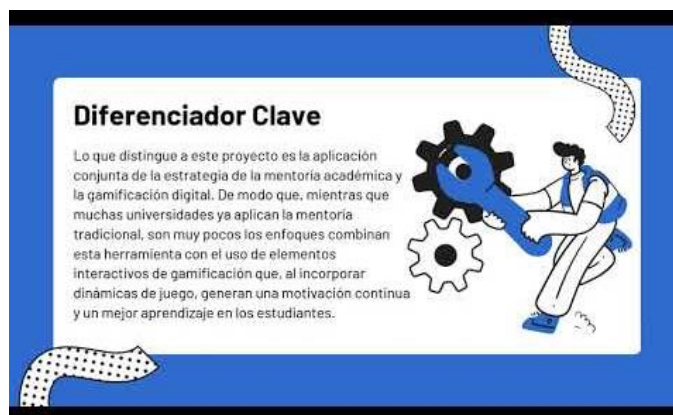 Diferenciador Clave
Lo que distingue a este proyecto es la aplicación
conjunta de la estrategia de la mentoría académica y
la gamificación digital. De modo que, mientras que
muchas universidades ya aplican la mentoría
tradicional, son muy pocos los enfoques combinan
esta herramienta con el uso de elementos
interactivos de gamificación que, al incorporar
dinámicas de juego, generan una motivación continua
y un mejor aprendizaje en los estudiantes.